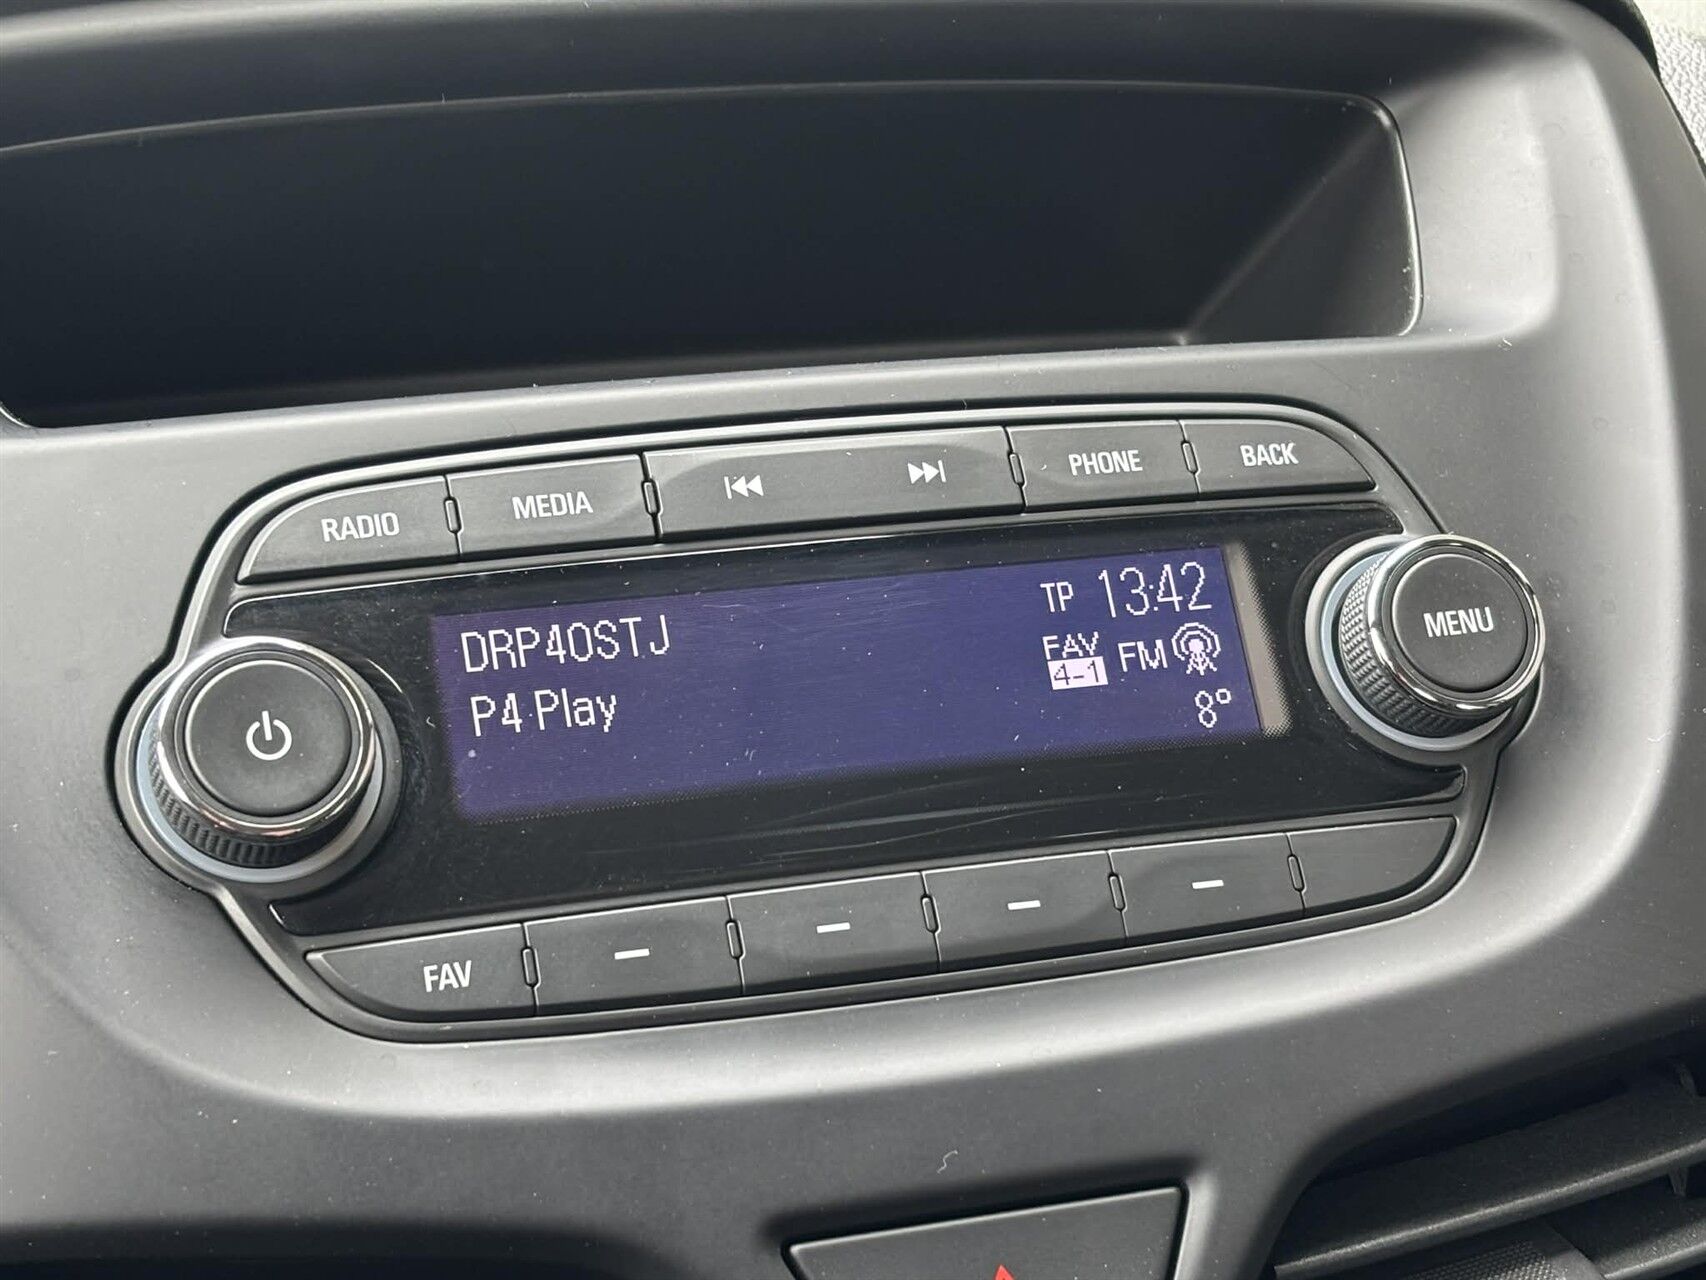 RADIO MEDIA PHONE BACK
TP 13:42
DRP4OSTJ
FAV FM
4-1
P4 Play
8°
MENU
FAV